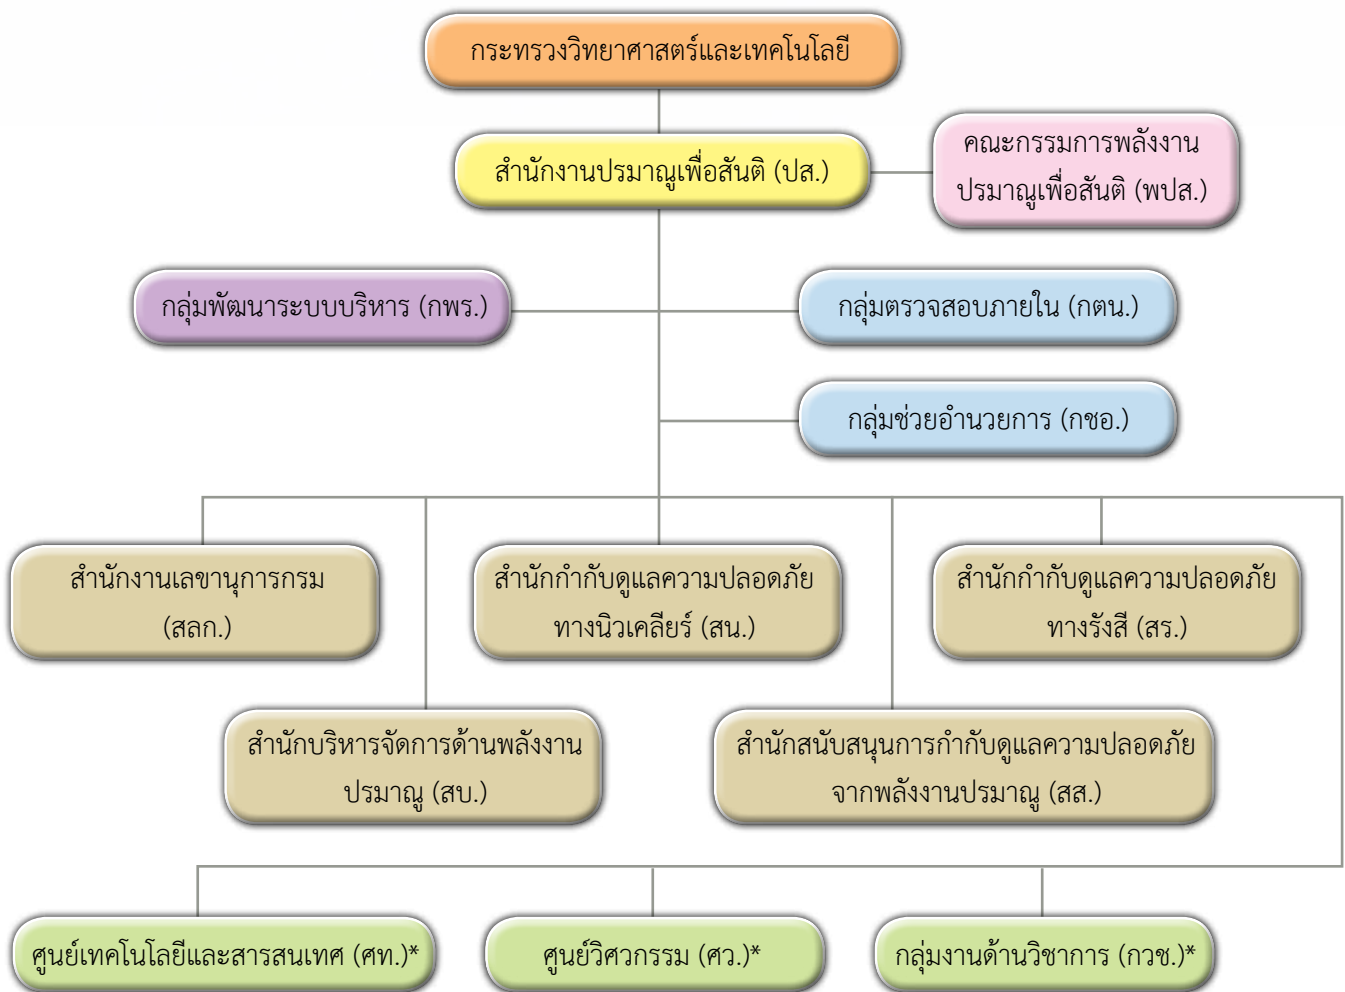 กระทรวงวิทยาศาสตร์และเทคโนโลยี
สำนักงานปรมาณูเพื่อสันติ (ปส.)
คณะกรรมการพลังงาน
ปรมาณูเพื่อสันติ (พปส.)
กลุ่มพัฒนาระบบบริหาร (กพร.)
กลุ่มตรวจสอบภายใน (กตน.)
กลุ่มช่วยอำนวยการ (กชอ.)
สำนักงานเลขานุการกรม
(สลก.)
สำนักกำกับดูแลความปลอดภัย
ทางนิวเคลียร์ (สน.)
สำนักกำกับดูแลความปลอดภัย
ทางรังสี (สร.)
สำนักบริหารจัดการด้านพลังงาน
ปรมาณู (สบ.)
สำนักสนับสนุนการกำกับดูแลความปลอดภัย
จากพลังงานปรมาณู (สส.)
ศูนย์เทคโนโลยีและสารสนเทศ (ศท.)*
ศูนย์วิศวกรรม (ศว.)*
กลุ่มงานด้านวิชาการ (กวช.)*